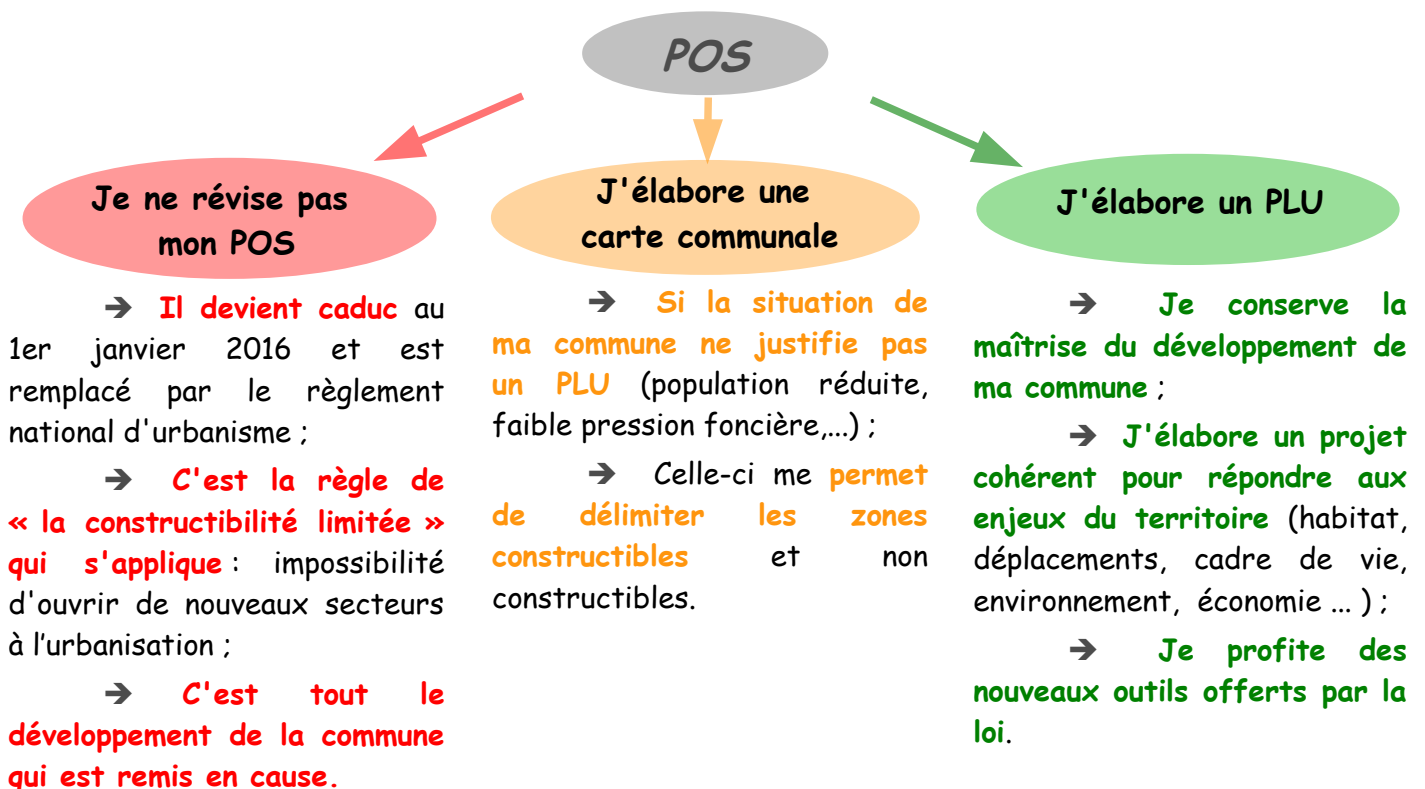 POS
Je ne révise pas
mon POS
➔ Il devient caduc au
1er janvier 2016 et est
remplacé par le règlement
national d'urbanisme ;
➔ C'est la règle de
« la constructibilité limitée »
qui s'applique : impossibilité
d'ouvrir de nouveaux secteurs
à l’urbanisation ;
➔ C'est tout le
développement de la commune
qui est remis en cause.
J'élabore une
carte communale
➔ Si la situation de
ma commune ne justifie pas
un PLU (population réduite,
faible pression foncière,...) ;
➔ Celle-ci me permet
de délimiter les zones
constructibles et non
constructibles.
J'élabore un PLU
➔ Je conserve la
maîtrise du développement de
ma commune ;
➔ J'élabore un projet
cohérent pour répondre aux
enjeux du territoire (habitat,
déplacements, cadre de vie,
environnement, économie ... ) ;
➔ Je profite des
nouveaux outils offerts par la
loi.